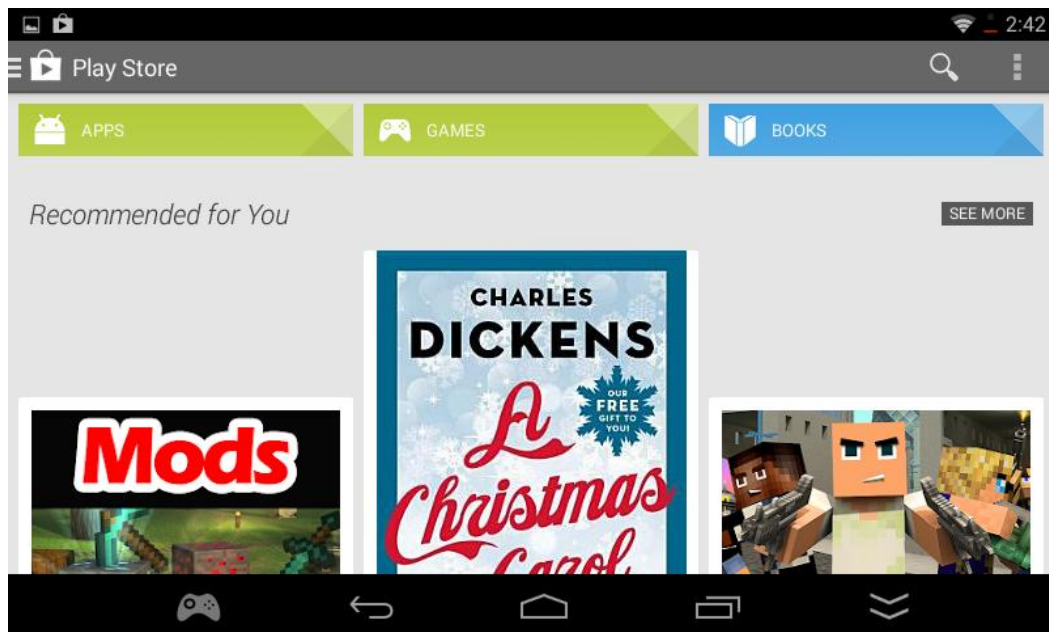 2:42
Play Store
APPS
GAMES
BOOKS
Recommended for You
SEE MORE
CHARLES
DICKENS
A
OUR
FREE
GIFT TO
YOU!
Christmas
Carol
Mods